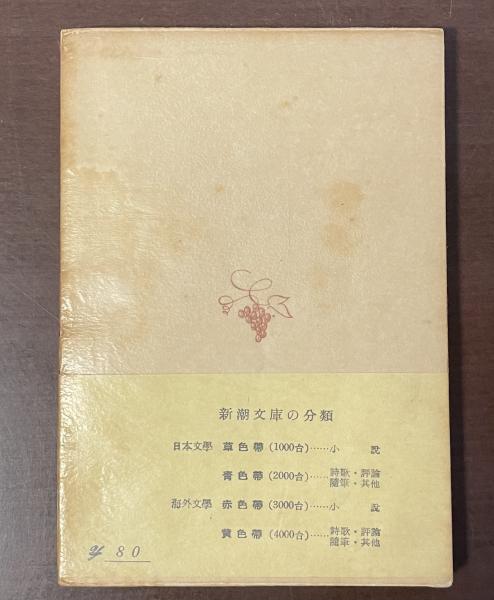 新潮文庫の分類
日本文學 草色帶(1000台)……小說
靑色帶(2000台)……詩歌・評論
隨筆・其他
海外文學 赤色帶(3000台)……小說
黃色帶(4000台)……詩歌・評論
隨筆・其他
80